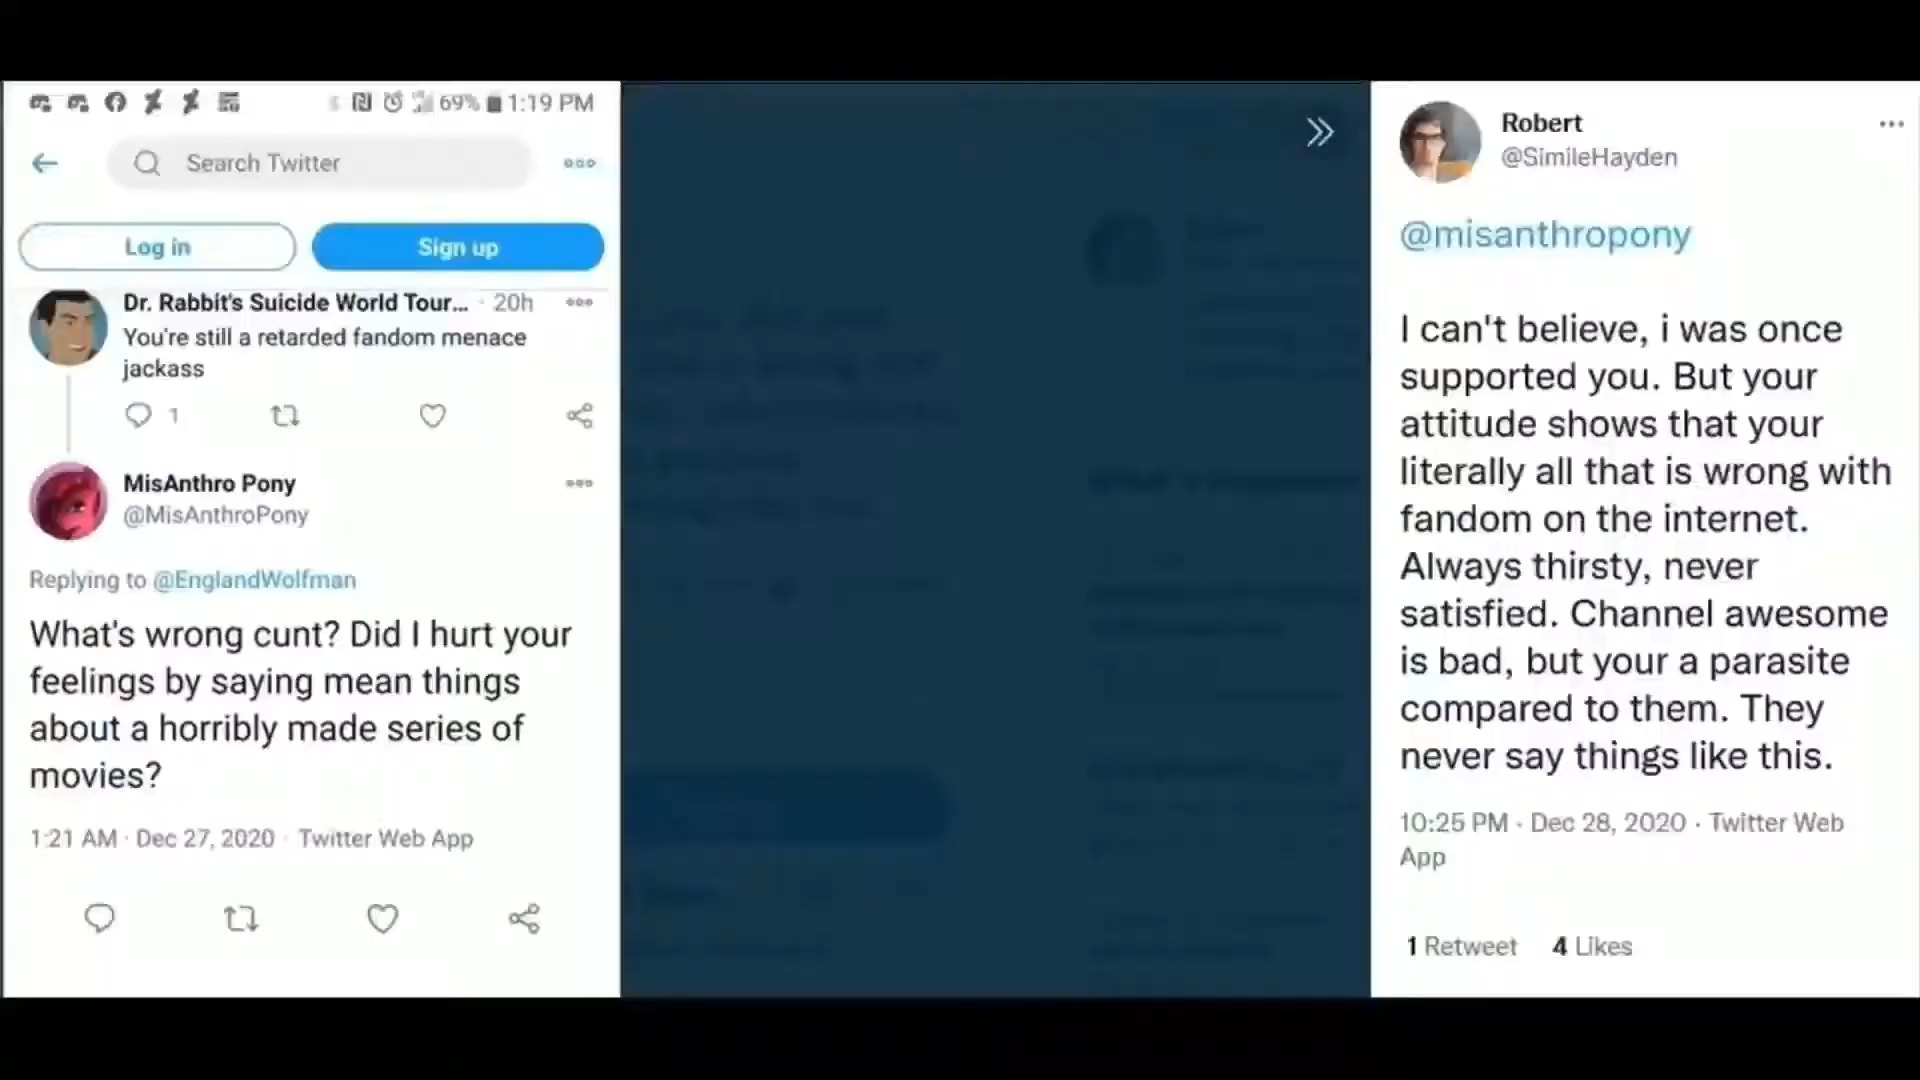 69% 1:19 PM
Search Twitter
Log in
Sign up
Dr. Rabbit's Suicide World Tour... · 20h
You're still a retarded fandom menace
jackass
1
MisAnthro Pony
@MisAnthroPony
Replying to @EnglandWolfman
What's wrong cunt? Did I hurt your
feelings by saying mean things
about a horribly made series of
movies?
1:21 AM · Dec 27, 2020 · Twitter Web App
Robert
@SimileHayden
@misanthropony
I can't believe, i was once
supported you. But your
attitude shows that your
literally all that is wrong with
fandom on the internet.
Always thirsty, never
satisfied. Channel awesome
is bad, but your a parasite
compared to them. They
never say things like this.
10:25 PM · Dec 28, 2020 · Twitter Web
App
1 Retweet 4 Likes